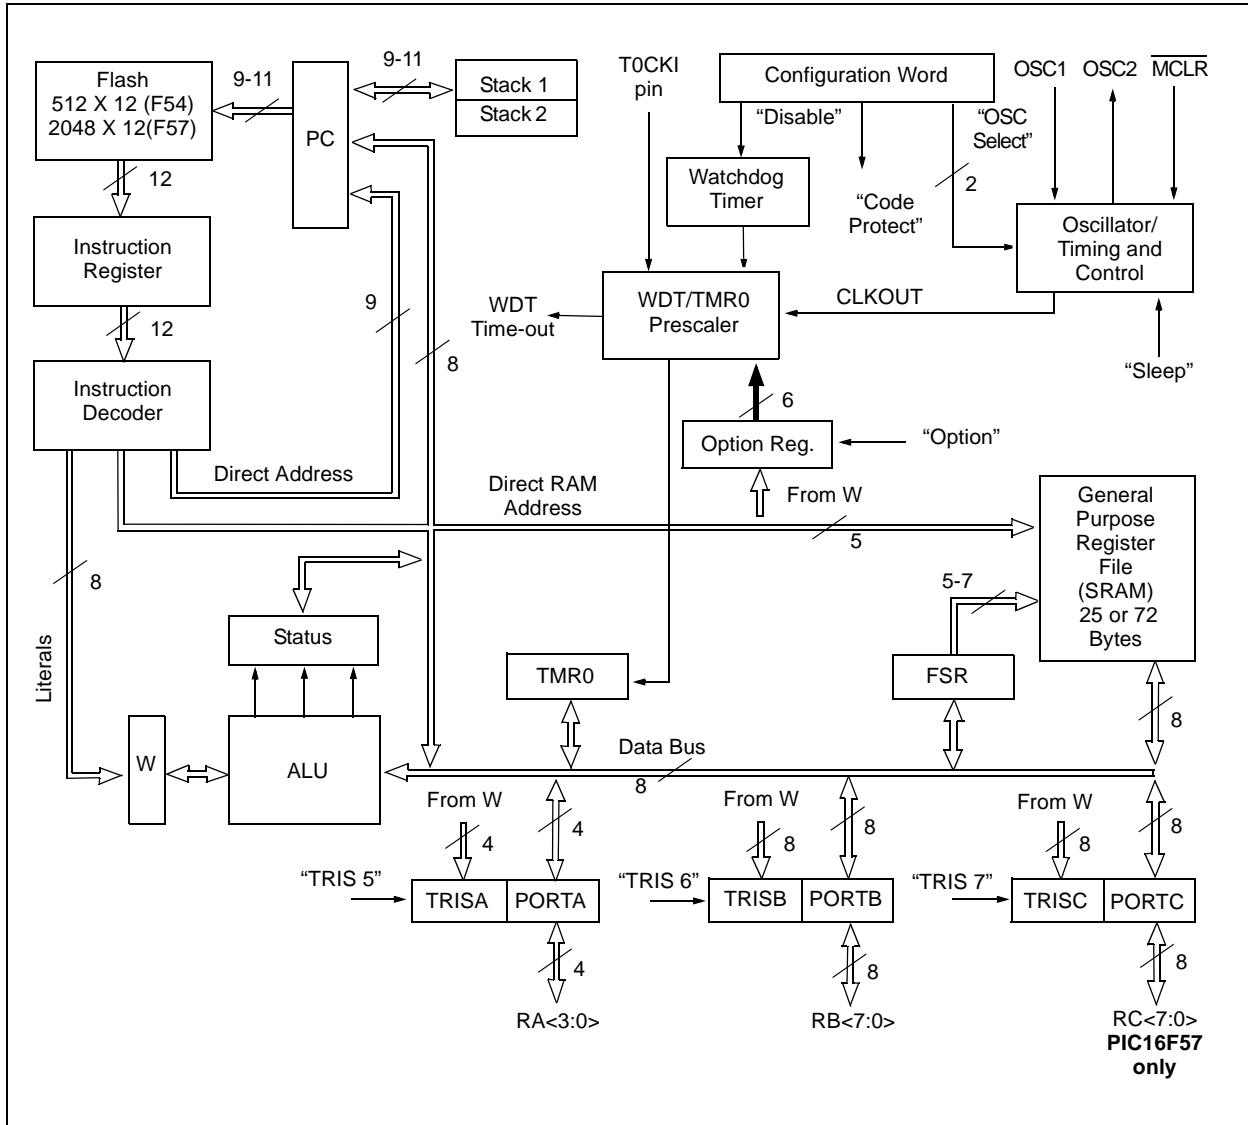 Flash
512 X 12 (F54)
2048 X 12(F57)
9-11
PC
9-11
Stack 1
Stack 2
T0CKI
pin
Configuration Word
“Disable”
“OSC
Select”
OSC1
OSC2
MCLR
12
Watchdog
Timer
“Code
Protect”
2
Instruction
Register
Oscillator/
Timing and
Control
9
8
12
WDT
Time-out
WDT/TMR0
Prescaler
CLKOUT
“Sleep”
Instruction
Decoder
6
Option Reg.
“Option”
Direct Address
Direct RAM
Address
From W
5
General
Purpose
Register
File
(SRAM)
25 or 72
Bytes
8
Literals
Status
5-7
TMR0
FSR
8
W
ALU
Data Bus
8
From W
4
4
From W
8
8
From W
8
8
“TRIS 5”
TRISA
PORTA
“TRIS 6”
TRISB
PORTB
“TRIS 7”
TRISC
PORTC
4
8
8
RA<3:0>
RB<7:0>
RC<7:0>
PIC16F57
only